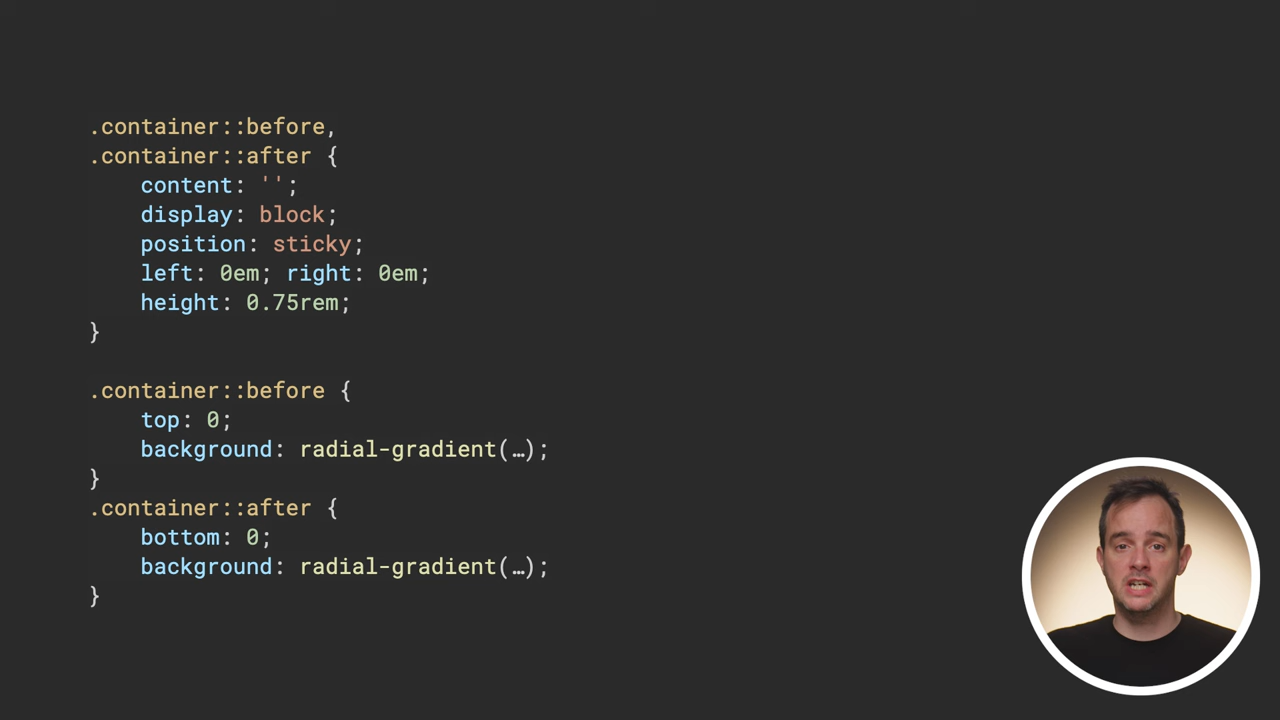 .container::before,
.container::after {
    content: '';
    display: block;
    position: sticky;
    left: 0em; right: 0em;
    height: 0.75rem;
}

.container::before {
    top: 0;
    background: radial-gradient(…);
}
.container::after {
    bottom: 0;
    background: radial-gradient(…);
}